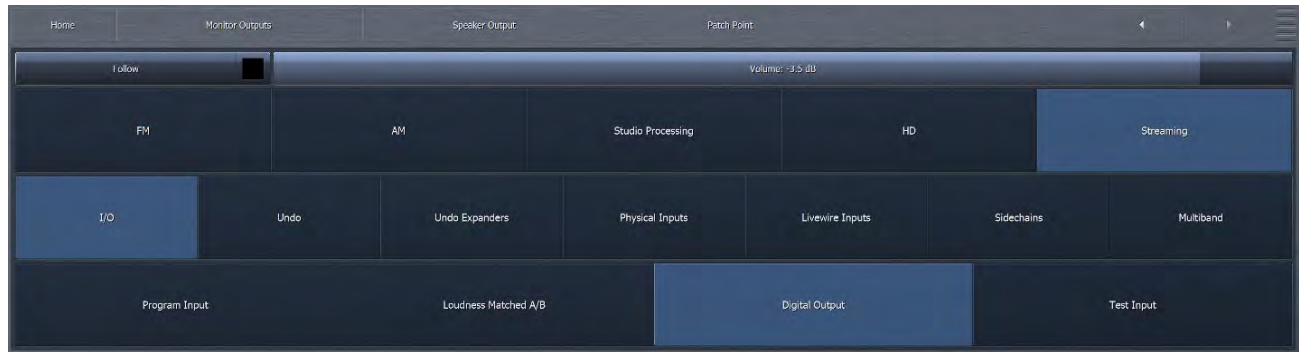 Home Monitor Outputs Speaker Output Patch Point
Follow Volume: -3.5 dB
FM AM Studio Processing HD Streaming
I/O Undo Undo Expanders Physical Inputs Livewire Inputs Sidechains Multiband
Program Input Loudness Matched A/B Digital Output Test Input